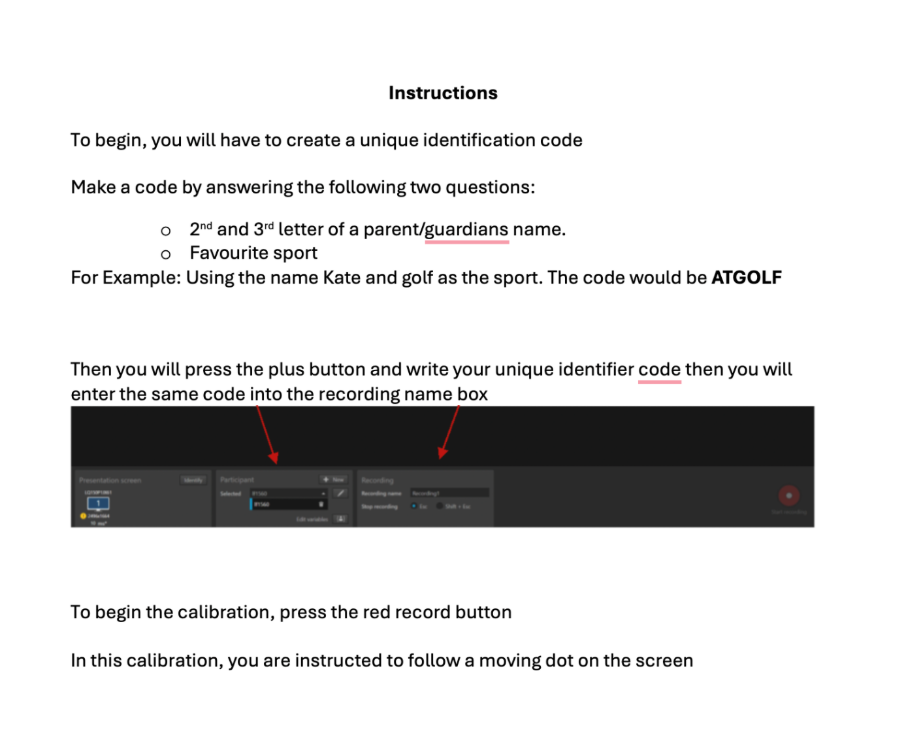 Instructions
To begin, you will have to create a unique identification code
Make a code by answering the following two questions:
o 2nd and 3rd letter of a parent/guardians name.
o Favourite sport
For Example: Using the name Kate and golf as the sport. The code would be ATGOLF
Then you will press the plus button and write your unique identifier code then you will
enter the same code into the recording name box
Presentation screen
Identify
Participant
+ New
Recording
Selected
Recording name
Recording1
1
Stop recording
Esc
Shift + Esc
Edit variables
Start recording
To begin the calibration, press the red record button
In this calibration, you are instructed to follow a moving dot on the screen